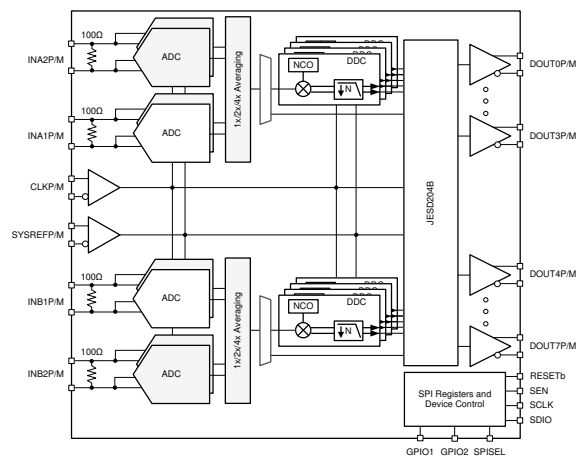 100Ω
INA2P/M
ADC
100Ω
INA1P/M
ADC
1x/2x/4x Averaging
DDC
NCO
N
CLKP/M
SYSREFP/M
JESD204B
DOUT0P/M
DOUT3P/M
100Ω
INB1P/M
ADC
100Ω
INB2P/M
ADC
1x/2x/4x Averaging
DDC
NCO
N
DOUT4P/M
DOUT7P/M
SPI Registers and
Device Control
RESETb
SEN
SCLK
SDIO
GPIO1 GPIO2 SPISEL